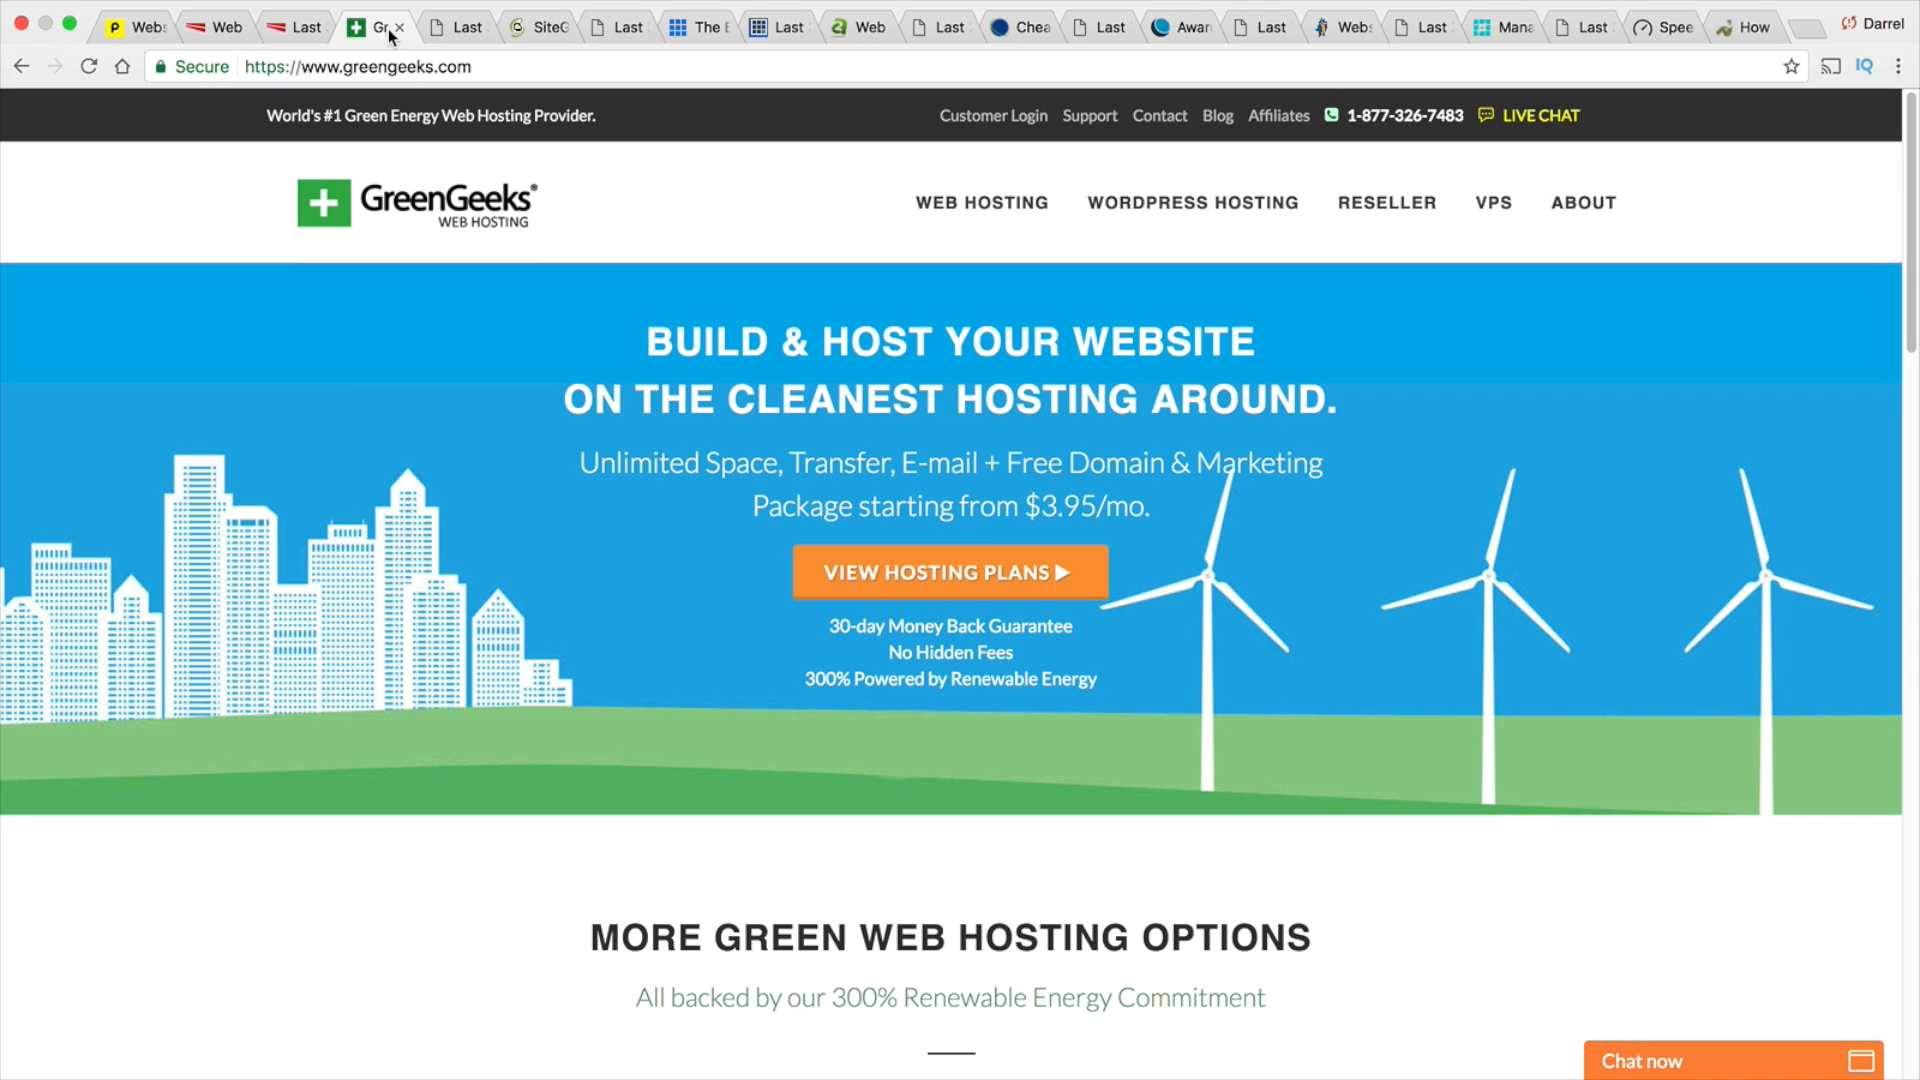 Webs
Web
Last
Gr
Last
SiteG
Last
The B
Last
Web
Last
Chea
Last
Awar
Last
Webs
Last
Mana
Last
Spee
How
Darrel
Secure https://www.greengeeks.com
IQ
World's #1 Green Energy Web Hosting Provider.
Customer Login Support Contact Blog Affiliates 1-877-326-7483 LIVE CHAT
GreenGeeks®
WEB HOSTING
WEB HOSTING WORDPRESS HOSTING RESELLER VPS ABOUT
BUILD & HOST YOUR WEBSITE
ON THE CLEANEST HOSTING AROUND.
Unlimited Space, Transfer, E-mail + Free Domain & Marketing
Package starting from $3.95/mo.
VIEW HOSTING PLANS
30-day Money Back Guarantee
No Hidden Fees
300% Powered by Renewable Energy
MORE GREEN WEB HOSTING OPTIONS
All backed by our 300% Renewable Energy Commitment
Chat now